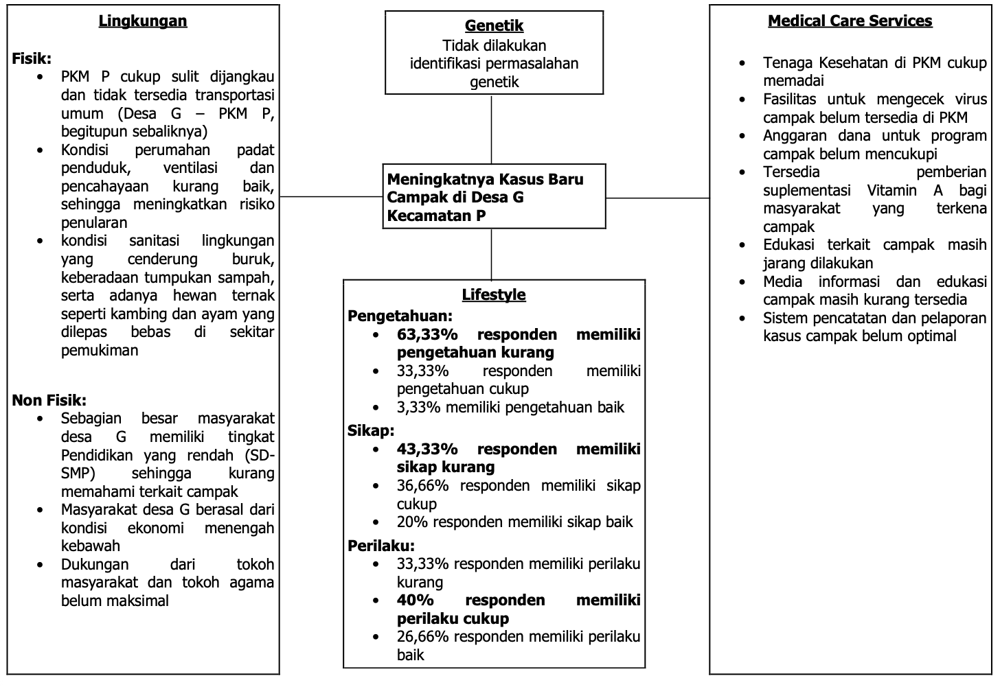 Lingkungan
Fisik:
• PKM P cukup sulit dijangkau
dan tidak tersedia transportasi
umum (Desa G – PKM P,
begitupun sebaliknya)
• Kondisi perumahan padat
penduduk, ventilasi dan
pencahayaan kurang baik,
sehingga meningkatkan risiko
penularan
• kondisi sanitasi lingkungan
yang cenderung buruk,
keberadaan tumpukan sampah,
serta adanya hewan ternak
seperti kambing dan ayam yang
dilepas bebas di sekitar
pemukiman
Non Fisik:
• Sebagian besar masyarakat
desa G memiliki tingkat
Pendidikan yang rendah (SD-
SMP) sehingga kurang
memahami terkait campak
• Masyarakat desa G berasal dari
kondisi ekonomi menengah
kebawah
• Dukungan dari tokoh
masyarakat dan tokoh agama
belum maksimal
Genetik
Tidak dilakukan
identifikasi permasalahan
genetik
Meningkatnya Kasus Baru
Campak di Desa G
Kecamatan P
Lifestyle
Pengetahuan:
• 63,33% responden memiliki
pengetahuan kurang
• 33,33% responden memiliki
pengetahuan cukup
• 3,33% memiliki pengetahuan baik
Sikap:
• 43,33% responden memiliki
sikap kurang
• 36,66% responden memiliki sikap
cukup
• 20% responden memiliki sikap baik
Perilaku:
• 33,33% responden memiliki perilaku
kurang
• 40% responden memiliki
perilaku cukup
• 26,66% responden memiliki perilaku
baik
Medical Care Services
• Tenaga Kesehatan di PKM cukup
memadai
• Fasilitas untuk mengecek virus
campak belum tersedia di PKM
• Anggaran dana untuk program
campak belum mencukupi
• Tersedia pemberian
suplementasi Vitamin A bagi
masyarakat yang terkena
campak
• Edukasi terkait campak masih
jarang dilakukan
• Media informasi dan edukasi
campak masih kurang tersedia
• Sistem pencatatan dan pelaporan
kasus campak belum optimal